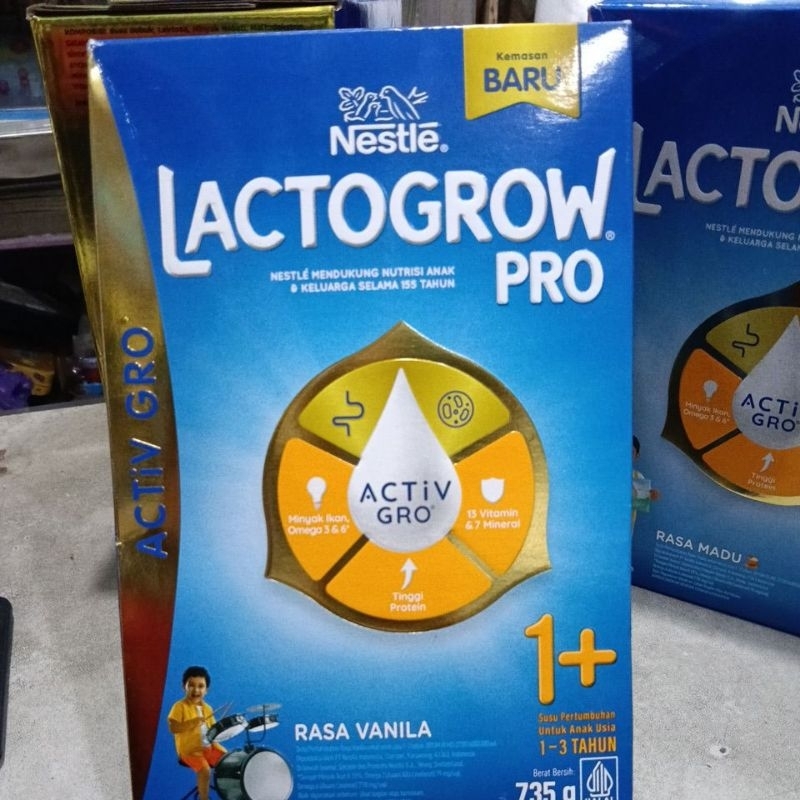 Kemasan
BARU
Nestlé®
LACTOGROW®
PRO
NESTLÉ MENDUKUNG NUTRISI ANAK
& KELUARGA SELAMA 155 TAHUN
ACTiV GRO
ACTiV
GRO®
Minyak Ikan,
Omega 3 & 6*
13 Vitamin
& 7 Mineral
Tinggi
Protein
1+
Susu Pertumbuhan
Untuk Anak Usia
1-3 TAHUN
RASA VANILA
Berat Bersih:
735 g
LACTO
NESTLÉ MENDUKUNG
& KELUARGA
Minyak Ikan,
Omega 3 & 6*
ACTi
GRO
Tinggi
Protein
RASA MADU